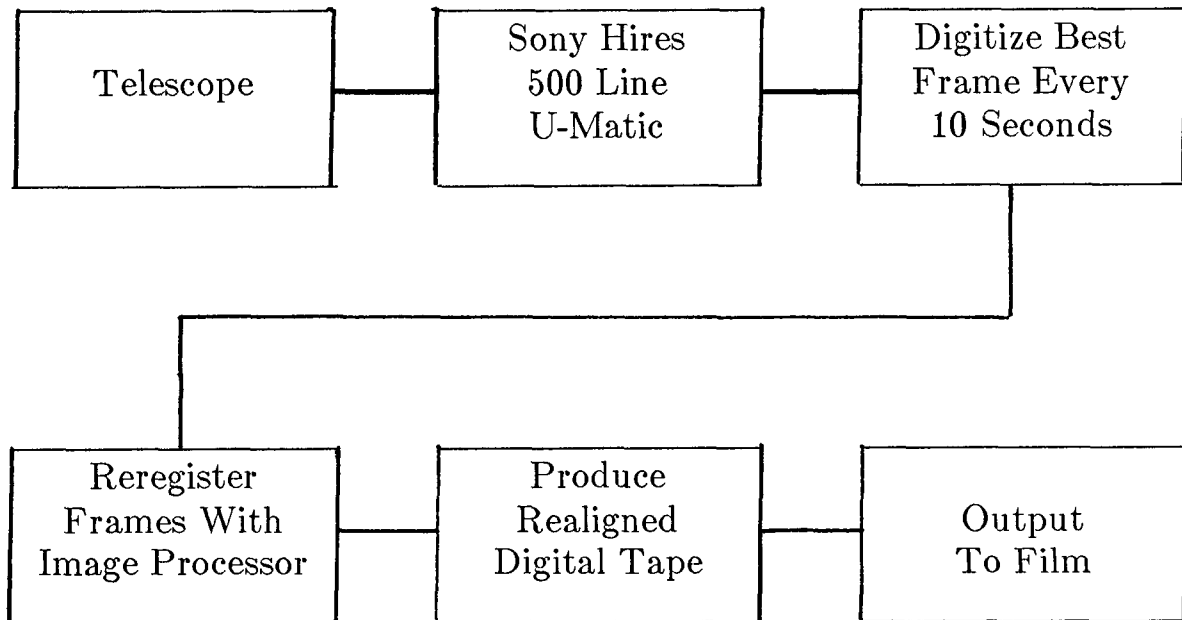 Telescope
Sony Hires
500 Line
U-Matic
Digitize Best
Frame Every
10 Seconds
Reregister
Frames With
Image Processor
Produce
Realigned
Digital Tape
Output
To Film